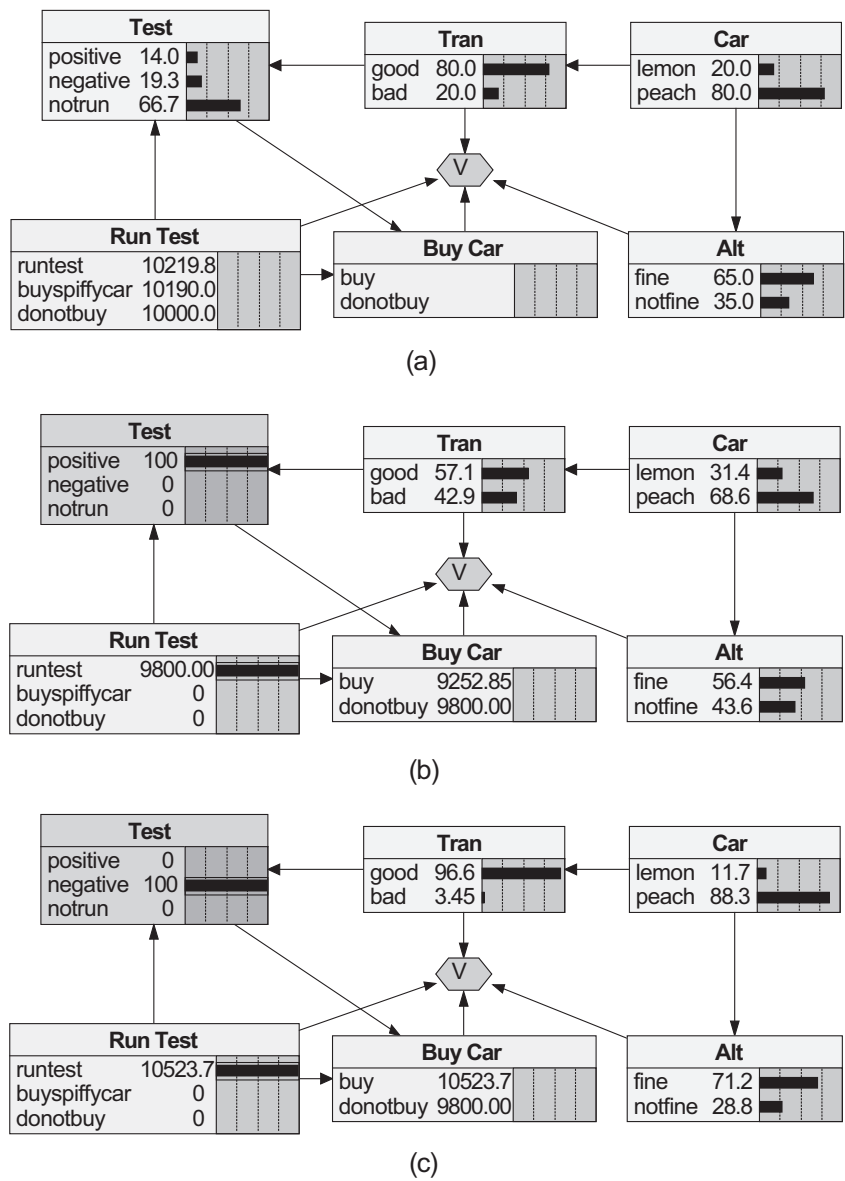 Test
positive 14.0
negative 19.3
notrun 66.7
Tran
good 80.0
bad 20.0
Car
lemon 20.0
peach 80.0
V
Run Test
runtest 10219.8
buyspiffycar 10190.0
donotbuy 10000.0
Buy Car
buy
donotbuy
Alt
fine 65.0
notfine 35.0
(a)
Test
positive 100
negative 0
notrun 0
Tran
good 57.1
bad 42.9
Car
lemon 31.4
peach 68.6
V
Run Test
runtest 9800.00
buyspiffycar 0
donotbuy 0
Buy Car
buy 9252.85
donotbuy 9800.00
Alt
fine 56.4
notfine 43.6
(b)
Test
positive 0
negative 100
notrun 0
Tran
good 96.6
bad 3.45
Car
lemon 11.7
peach 88.3
V
Run Test
runtest 10523.7
buyspiffycar 0
donotbuy 0
Buy Car
buy 10523.7
donotbuy 9800.00
Alt
fine 71.2
notfine 28.8
(c)